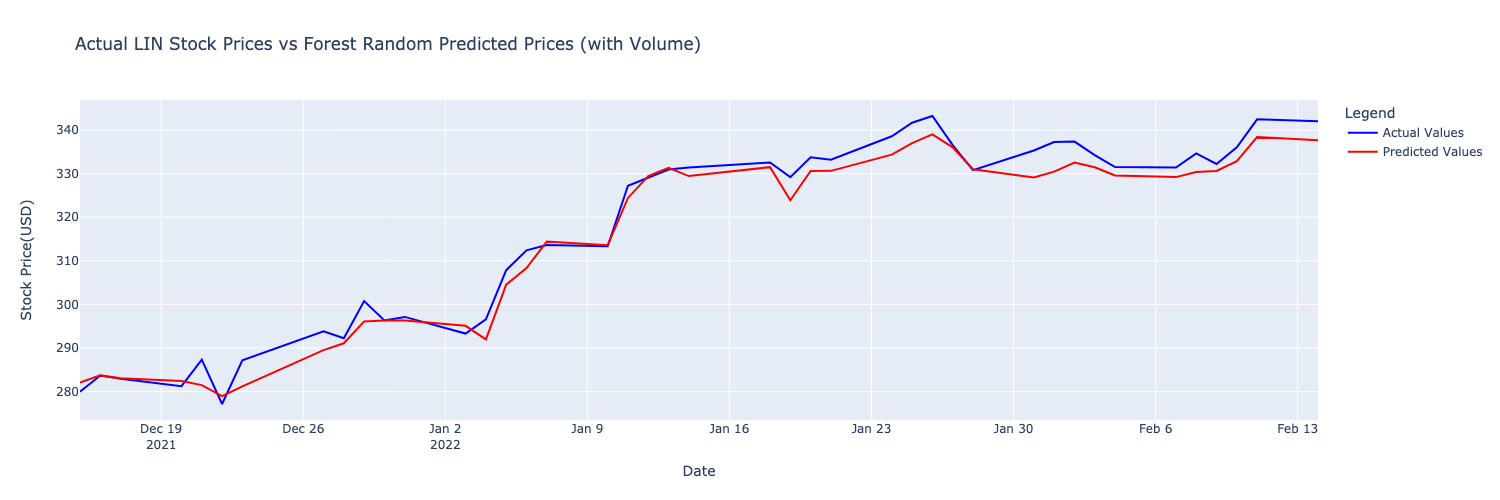 Actual LIN Stock Prices vs Forest Random Predicted Prices (with Volume)
Legend
Actual Values
Predicted Values
Stock Price(USD)
340
330
320
310
300
290
280
Dec 19
2021
Dec 26
Jan 2
2022
Jan 9
Jan 16
Jan 23
Jan 30
Feb 6
Feb 13
Date